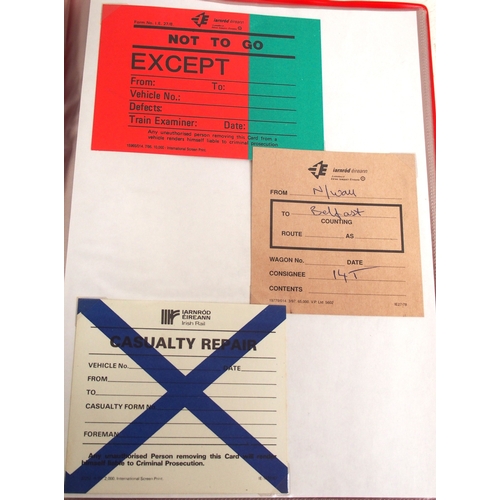 iarnród éireann
NOT TO GO
EXCEPT
From: To:
Vehicle No.:
Defects:
Train Examiner: Date:
Any unauthorised person removing this Card from a
vehicle renders himself liable to criminal prosecution
iarnród éireann
FROM N/Wall
TO Belfast
COUNTING
ROUTE AS
WAGON No. DATE
CONSIGNEE 14T
CONTENTS
IARNRÓD
ÉIREANN
Irish Rail
CASUALTY REPAIR
VEHICLE No. DATE
FROM
TO
CASUALTY FORM No
FOREMAN
Any Unauthorised Person removing this Card will render
himself liable to Criminal Prosecution.